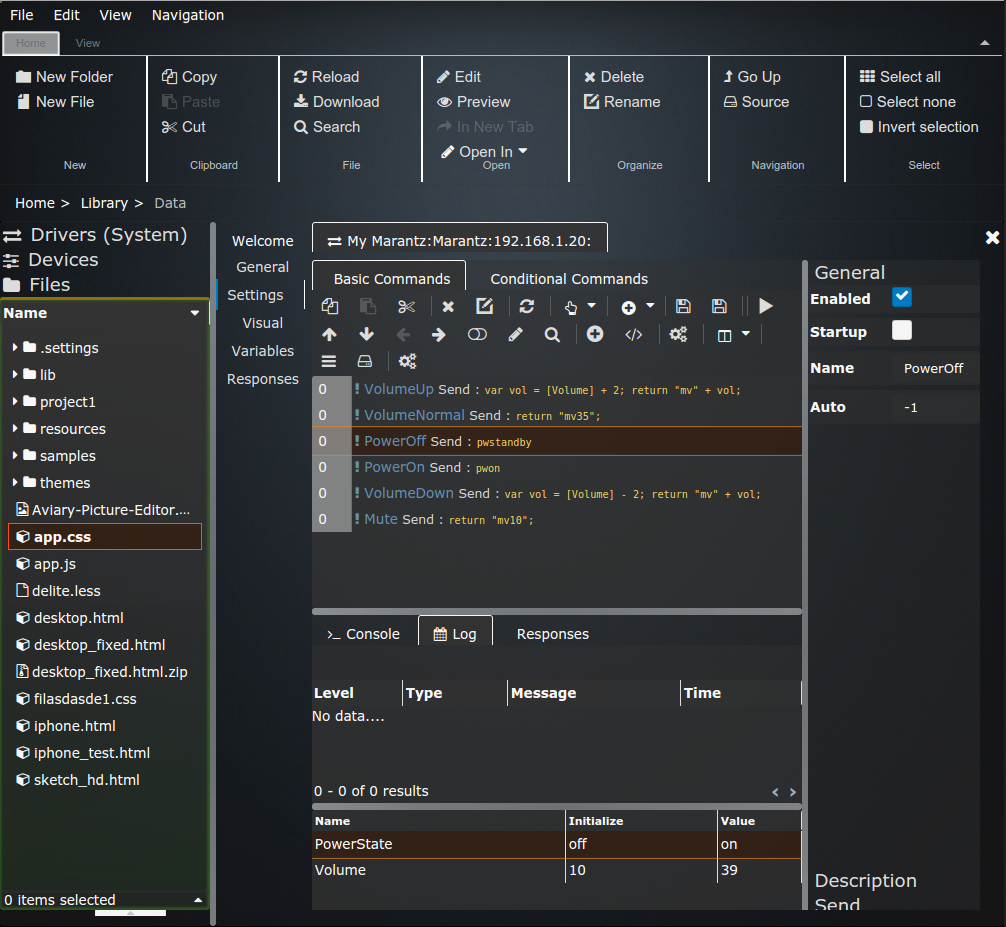 File Edit View Navigation
Home View
New Folder
New File
New
Copy
Paste
Cut
Clipboard
Reload
Download
Search
File
Edit
Preview
In New Tab
Open In
Open
Delete
Rename
Organize
Go Up
Source
Navigation
Select all
Select none
Invert selection
Select
Home > Library > Data
Drivers (System)
Devices
Files
Name
.settings
lib
project1
resources
samples
themes
Aviary-Picture-Editor....
app.css
app.js
delite.less
desktop.html
desktop_fixed.html
desktop_fixed.html.zip
filasdasde1.css
iphone.html
iphone_test.html
sketch_hd.html
0 items selected
Welcome
General
Settings
Visual
Variables
Responses
My Marantz:Marantz:192.168.1.20:
Basic Commands Conditional Commands
0 ! VolumeUp Send : var vol = [Volume] + 2; return "mv" + vol;
0 ! VolumeNormal Send : return "mv35";
0 ! PowerOff Send : pwstandby
0 ! PowerOn Send : pwon
0 ! VolumeDown Send : var vol = [Volume] - 2; return "mv" + vol;
0 ! Mute Send : return "mv10";
>_ Console Log Responses
Level Type Message Time
No data....
0 - 0 of 0 results ‹ ›
Name Initialize Value
PowerState off on
Volume 10 39
General
Enabled
Startup
Name PowerOff
Auto -1
Description
Send